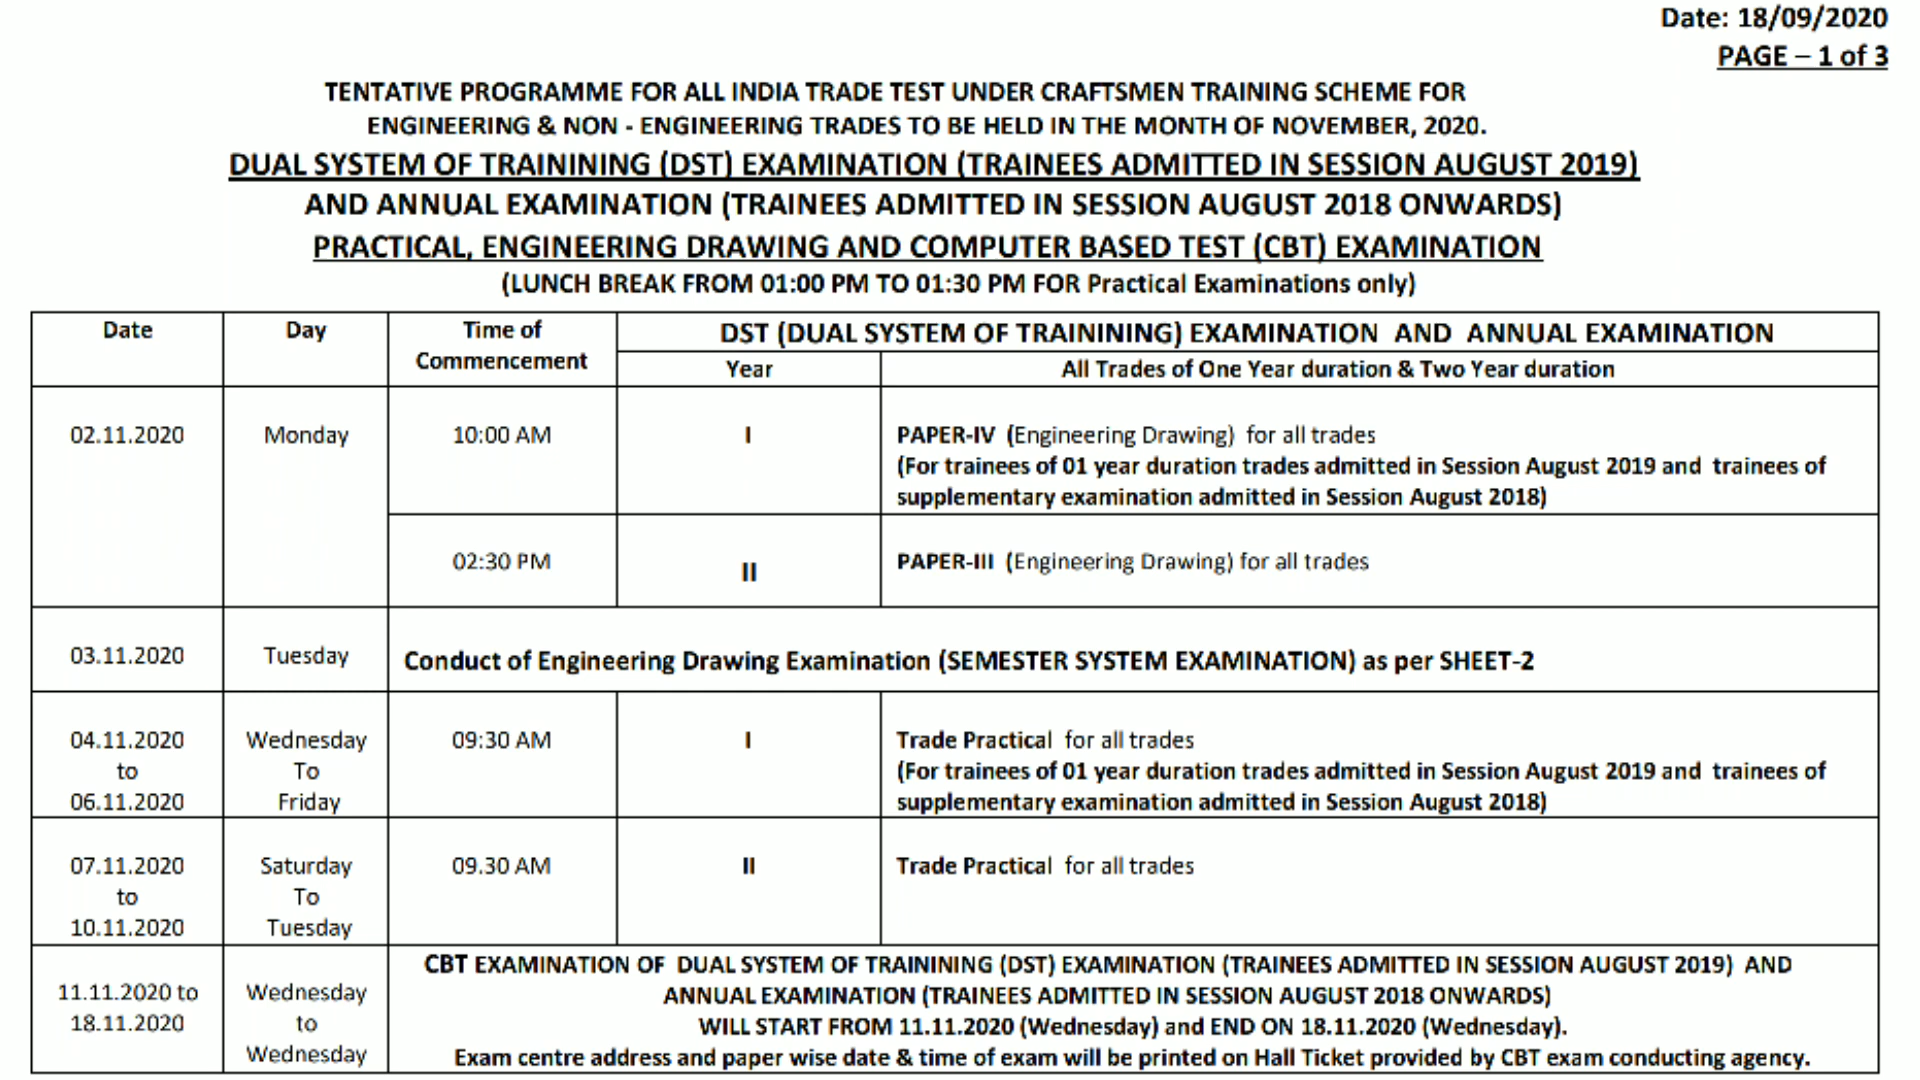 Date: 18/09/2020
PAGE – 1 of 3
TENTATIVE PROGRAMME FOR ALL INDIA TRADE TEST UNDER CRAFTSMEN TRAINING SCHEME FOR
ENGINEERING & NON - ENGINEERING TRADES TO BE HELD IN THE MONTH OF NOVEMBER, 2020.
DUAL SYSTEM OF TRAININING (DST) EXAMINATION (TRAINEES ADMITTED IN SESSION AUGUST 2019)
AND ANNUAL EXAMINATION (TRAINEES ADMITTED IN SESSION AUGUST 2018 ONWARDS)
PRACTICAL, ENGINEERING DRAWING AND COMPUTER BASED TEST (CBT) EXAMINATION
(LUNCH BREAK FROM 01:00 PM TO 01:30 PM FOR Practical Examinations only)
Date Day Time of DST (DUAL SYSTEM OF TRAININING) EXAMINATION AND ANNUAL EXAMINATION
Commencement
Year All Trades of One Year duration & Two Year duration
02.11.2020 Monday 10:00 AM I PAPER-IV (Engineering Drawing) for all trades
(For trainees of 01 year duration trades admitted in Session August 2019 and trainees of
supplementary examination admitted in Session August 2018)
02:30 PM II PAPER-III (Engineering Drawing) for all trades
03.11.2020 Tuesday Conduct of Engineering Drawing Examination (SEMESTER SYSTEM EXAMINATION) as per SHEET-2
04.11.2020 Wednesday 09:30 AM I Trade Practical for all trades
to To (For trainees of 01 year duration trades admitted in Session August 2019 and trainees of
06.11.2020 Friday supplementary examination admitted in Session August 2018)
07.11.2020 Saturday 09.30 AM II Trade Practical for all trades
to To
10.11.2020 Tuesday
CBT EXAMINATION OF DUAL SYSTEM OF TRAININING (DST) EXAMINATION (TRAINEES ADMITTED IN SESSION AUGUST 2019) AND
11.11.2020 to Wednesday ANNUAL EXAMINATION (TRAINEES ADMITTED IN SESSION AUGUST 2018 ONWARDS)
18.11.2020 to WILL START FROM 11.11.2020 (Wednesday) and END ON 18.11.2020 (Wednesday).
Wednesday Exam centre address and paper wise date & time of exam will be printed on Hall Ticket provided by CBT exam conducting agency.